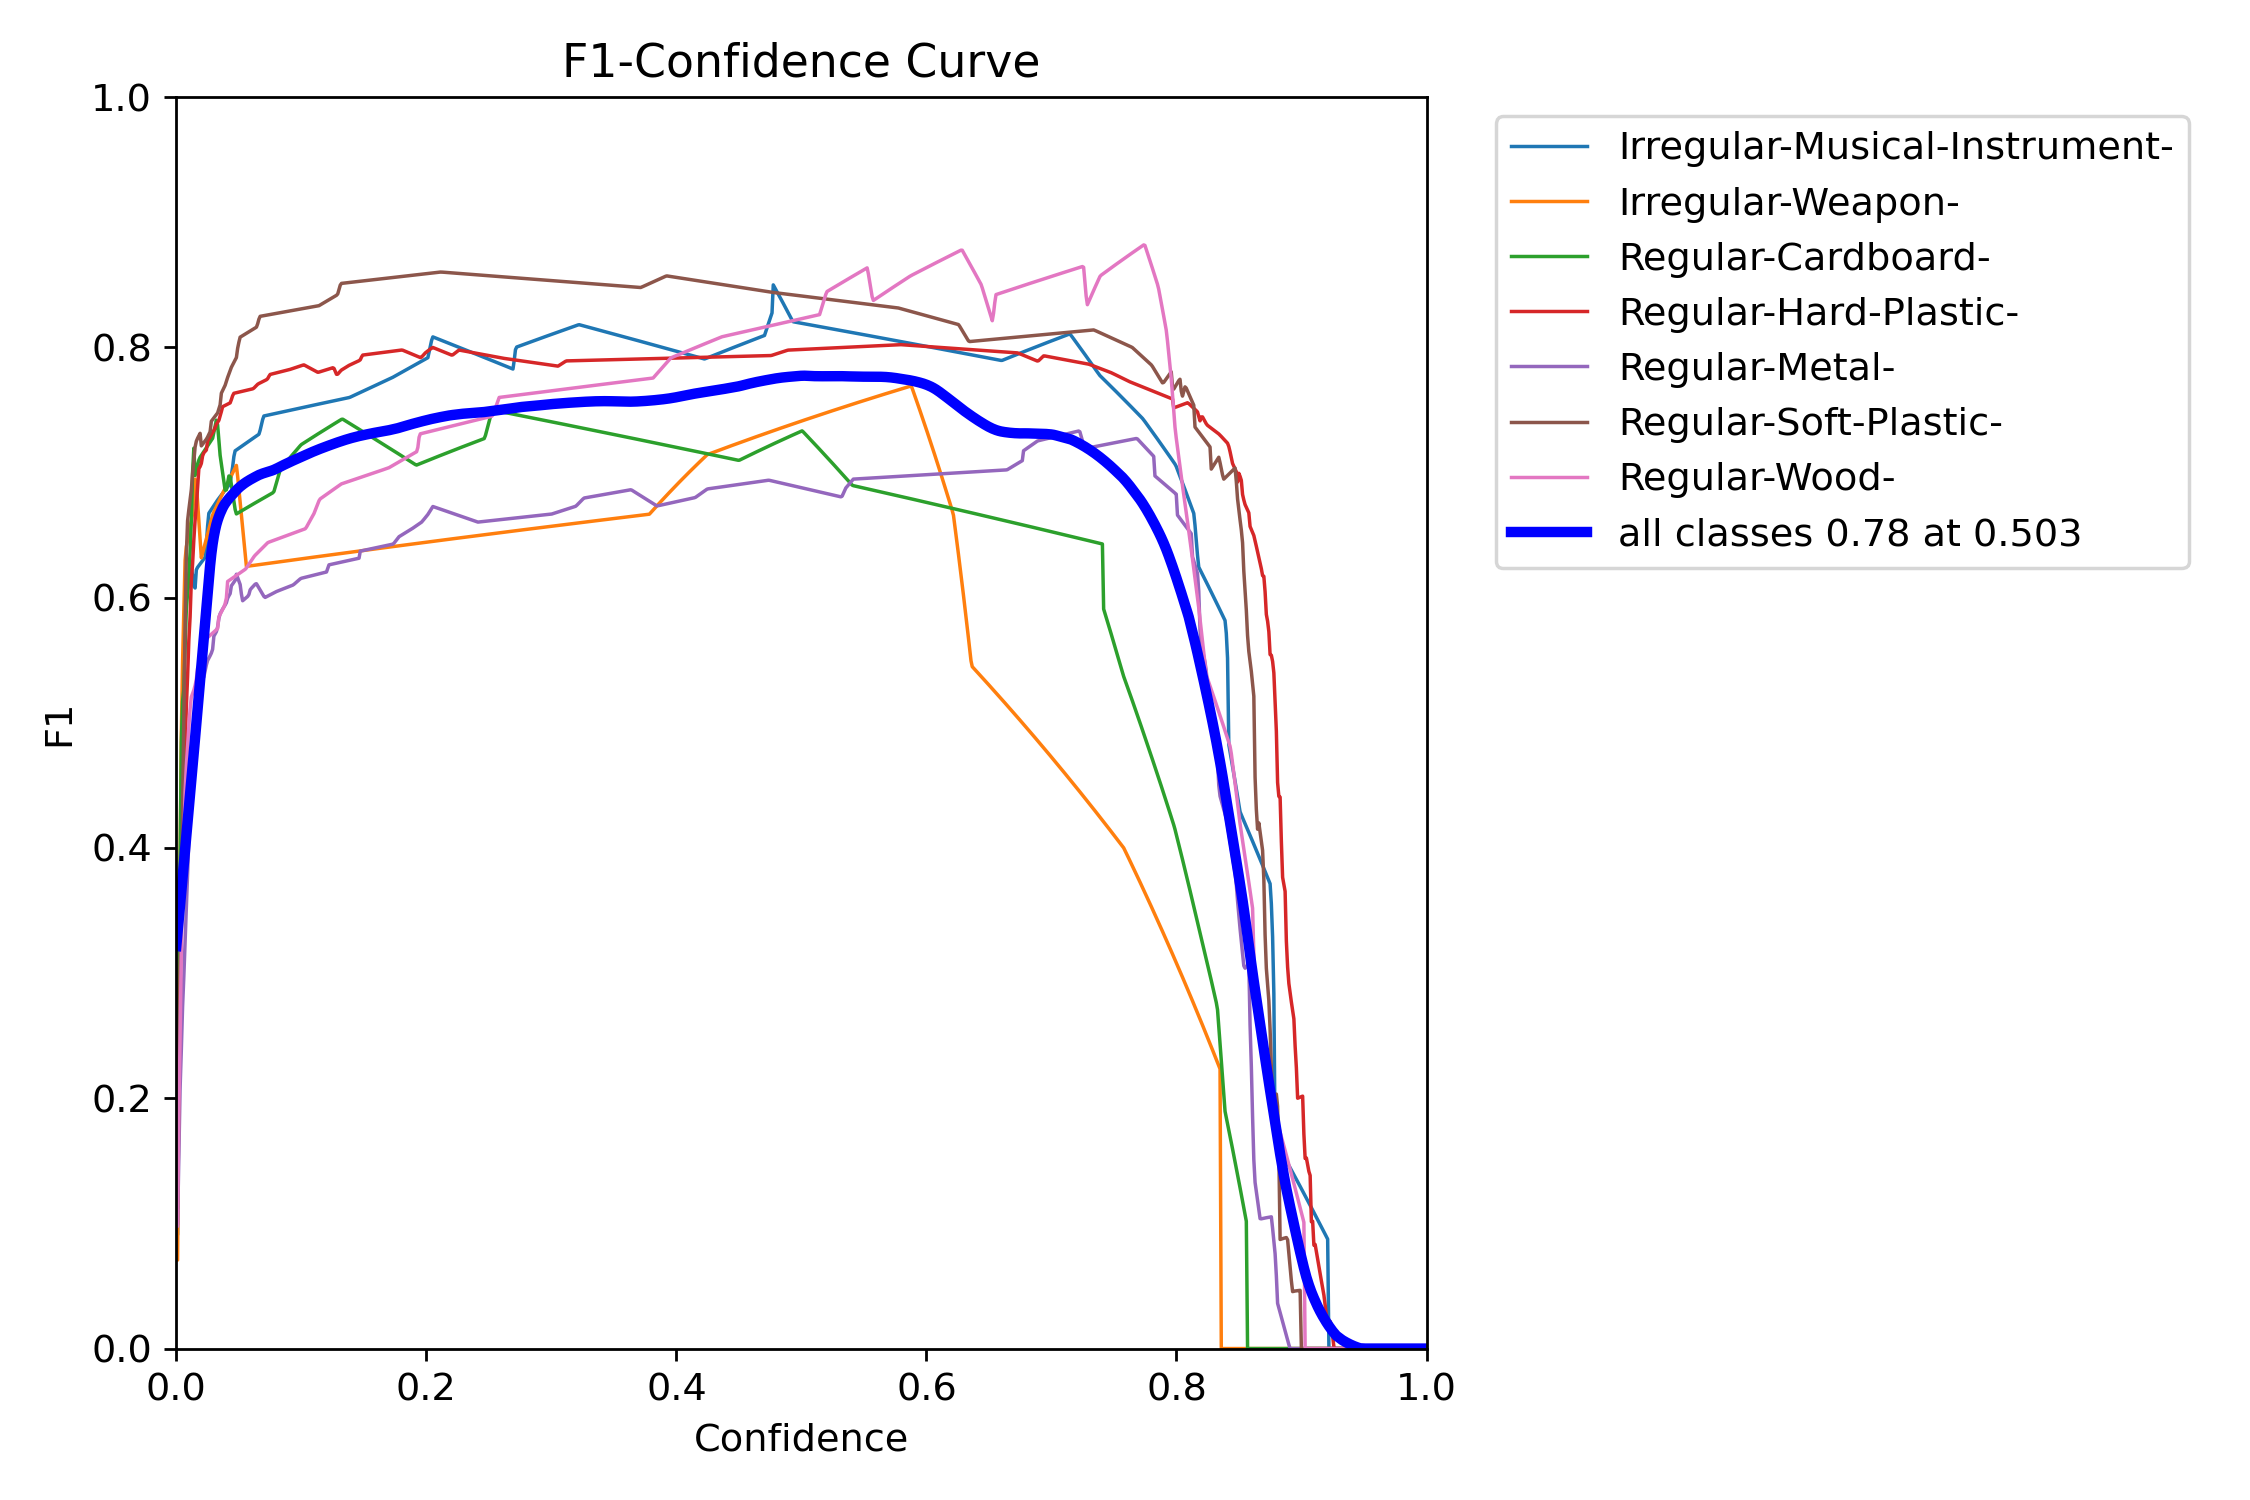 F1-Confidence Curve
1.0
0.8
0.6
0.4
0.2
0.0
F1
0.0 0.2 0.4 0.6 0.8 1.0
Confidence
Irregular-Musical-Instrument-
Irregular-Weapon-
Regular-Cardboard-
Regular-Hard-Plastic-
Regular-Metal-
Regular-Soft-Plastic-
Regular-Wood-
all classes 0.78 at 0.503